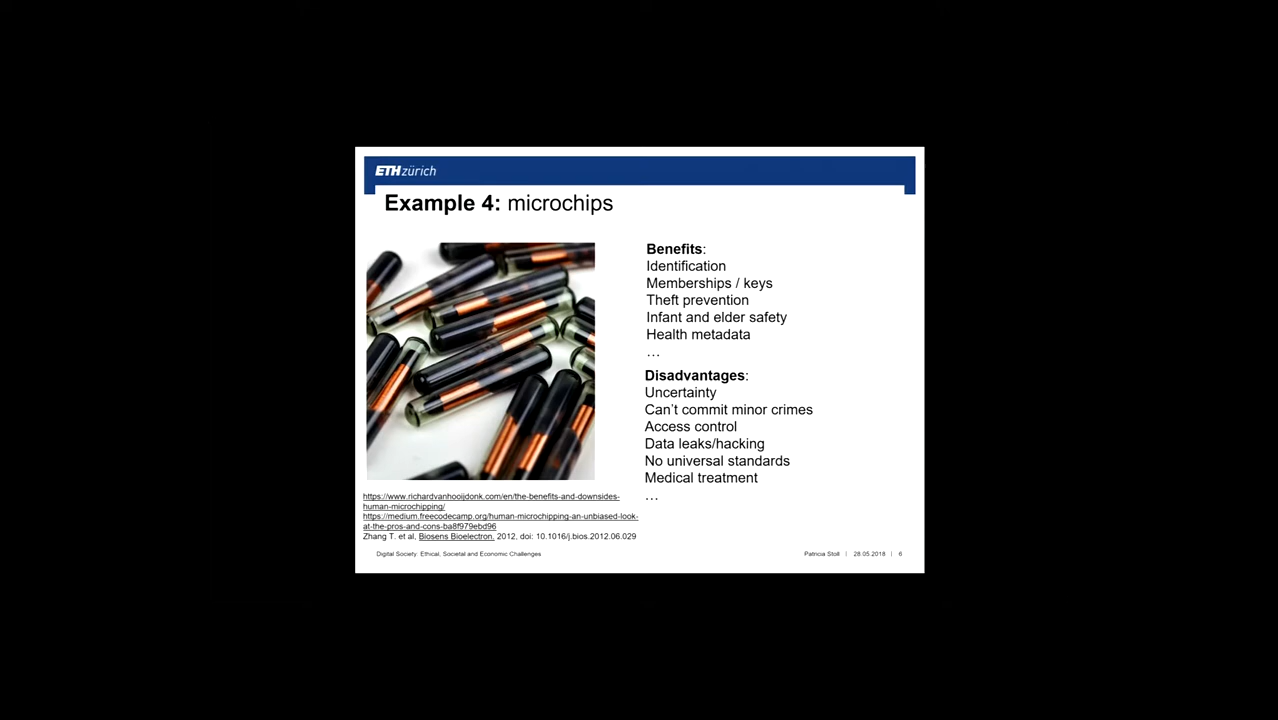 ETH zürich
Example 4: microchips
Benefits:
Identification
Memberships / keys
Theft prevention
Infant and elder safety
Health metadata
…
Disadvantages:
Uncertainty
Can't commit minor crimes
Access control
Data leaks/hacking
No universal standards
Medical treatment
…
https://www.richardvanhooijdonk.com/en/the-benefits-and-downsides-
human-microchipping/
https://medium.freecodecamp.org/human-microchipping-an-unbiased-look-
at-the-pros-and-cons-ba8f979ebd96
Zhang T. et al, Biosens Bioelectron, 2012, doi: 10.1016/j.bios.2012.06.029
Digital Society: Ethical, Societal and Economic Challenges
Patricia Stoll | 28.05.2018 | 6